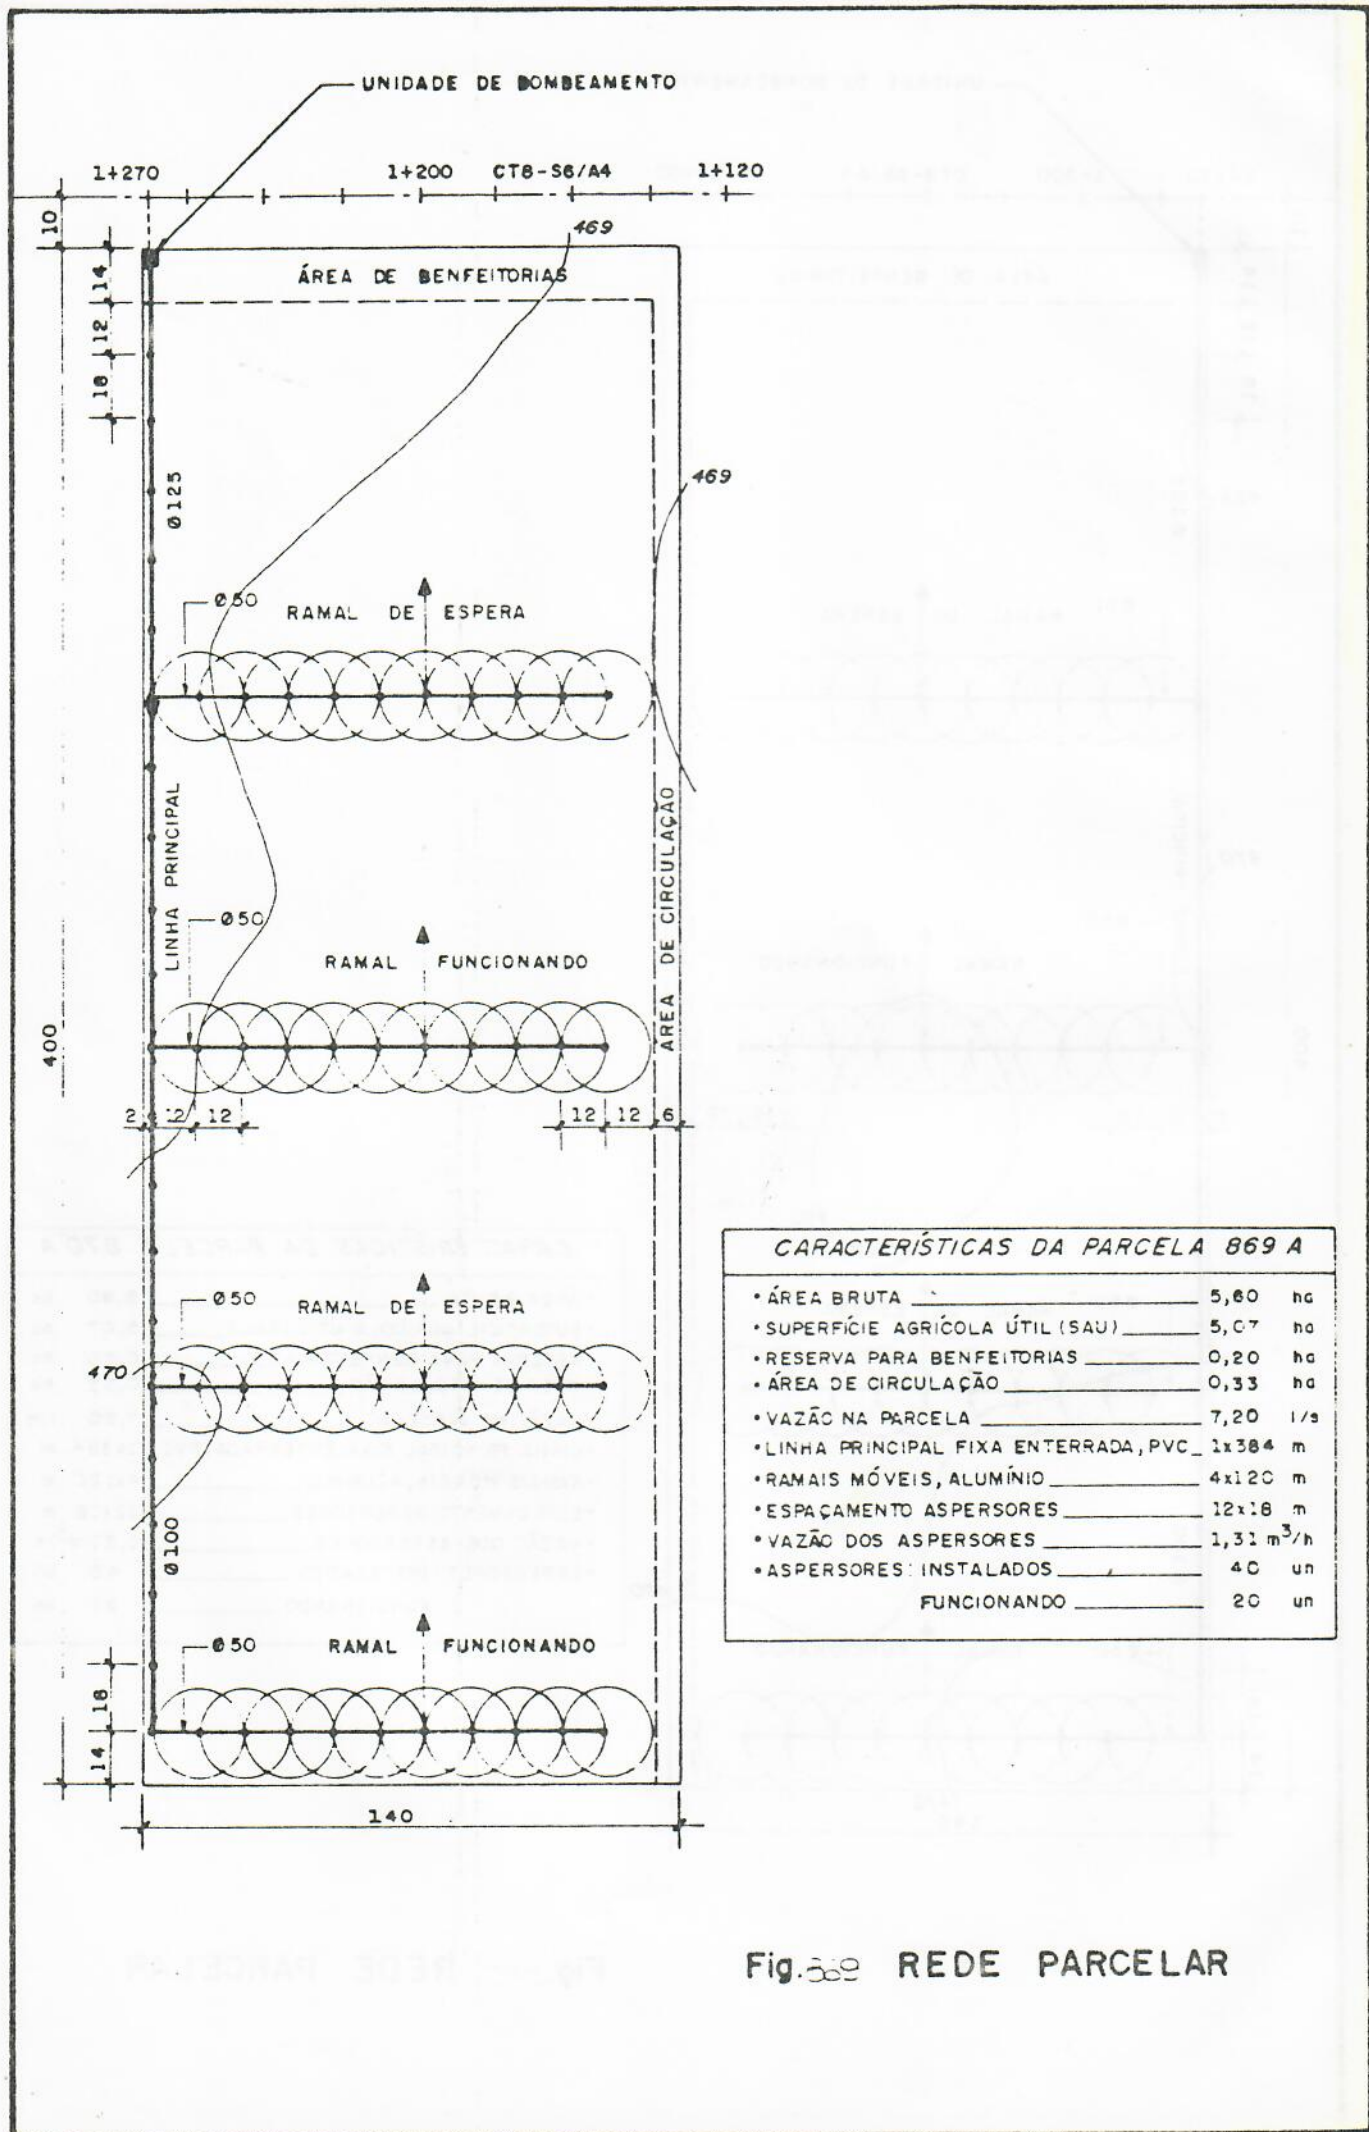 UNIDADE DE BOMBEAMENTO
1+270 1+200 CT8-S6/A4 1+120
10
469
ÁREA DE BENFEITORIAS
14
12
18
Ø125
469
Ø50 RAMAL DE ESPERA
LINHA PRINCIPAL
ÁREA DE CIRCULAÇÃO
Ø50
RAMAL FUNCIONANDO
400
2 12 12 12 12 6
Ø50 RAMAL DE ESPERA
470
Ø100
Ø50 RAMAL FUNCIONANDO
18
14
140
CARACTERÍSTICAS DA PARCELA 869 A
•ÁREA BRUTA 5,60 ha
•SUPERFÍCIE AGRÍCOLA ÚTIL (SAU) 5,07 ha
•RESERVA PARA BENFEITORIAS 0,20 ha
•ÁREA DE CIRCULAÇÃO 0,33 ha
•VAZÃO NA PARCELA 7,20 l/s
•LINHA PRINCIPAL FIXA ENTERRADA, PVC 1x384 m
•RAMAIS MÓVEIS, ALUMÍNIO 4x120 m
•ESPAÇAMENTO ASPERSORES 12x18 m
•VAZÃO DOS ASPERSORES 1,31 m³/h
•ASPERSORES: INSTALADOS 40 un
FUNCIONANDO 20 un
Fig. REDE PARCELAR